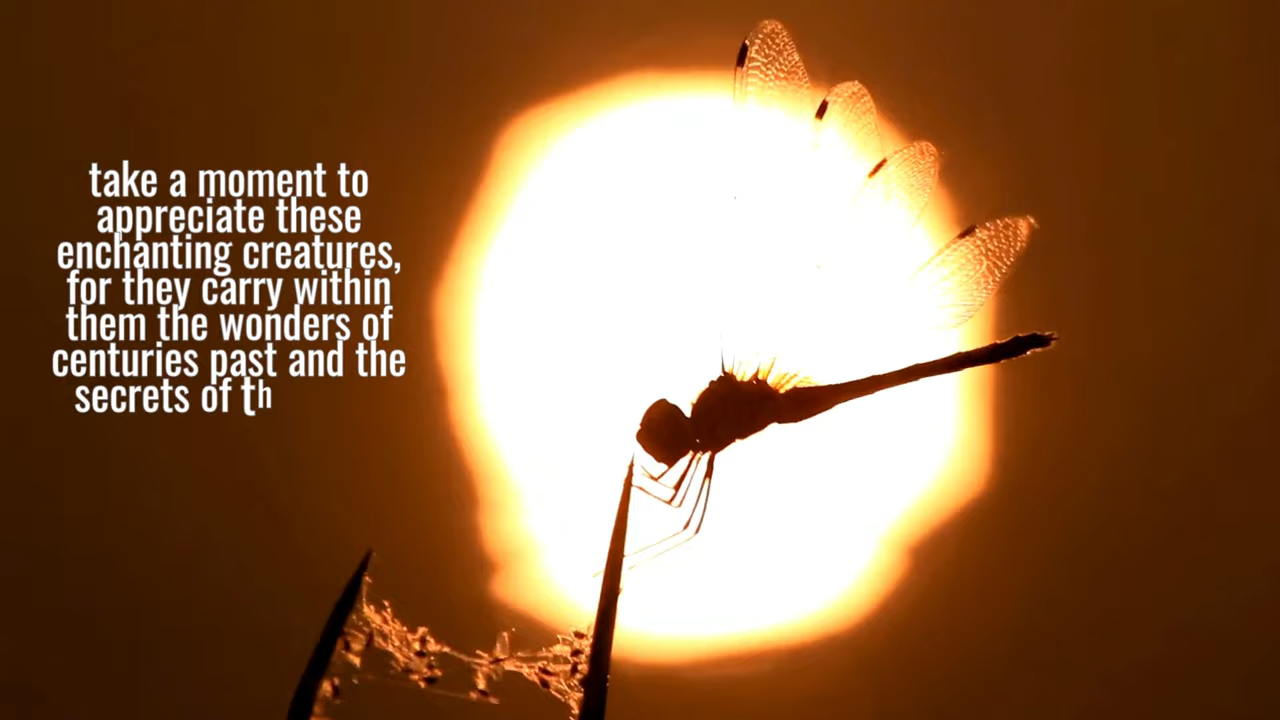 take a moment to
appreciate these
enchanting creatures,
for they carry within
them the wonders of
centuries past and the
secrets of th